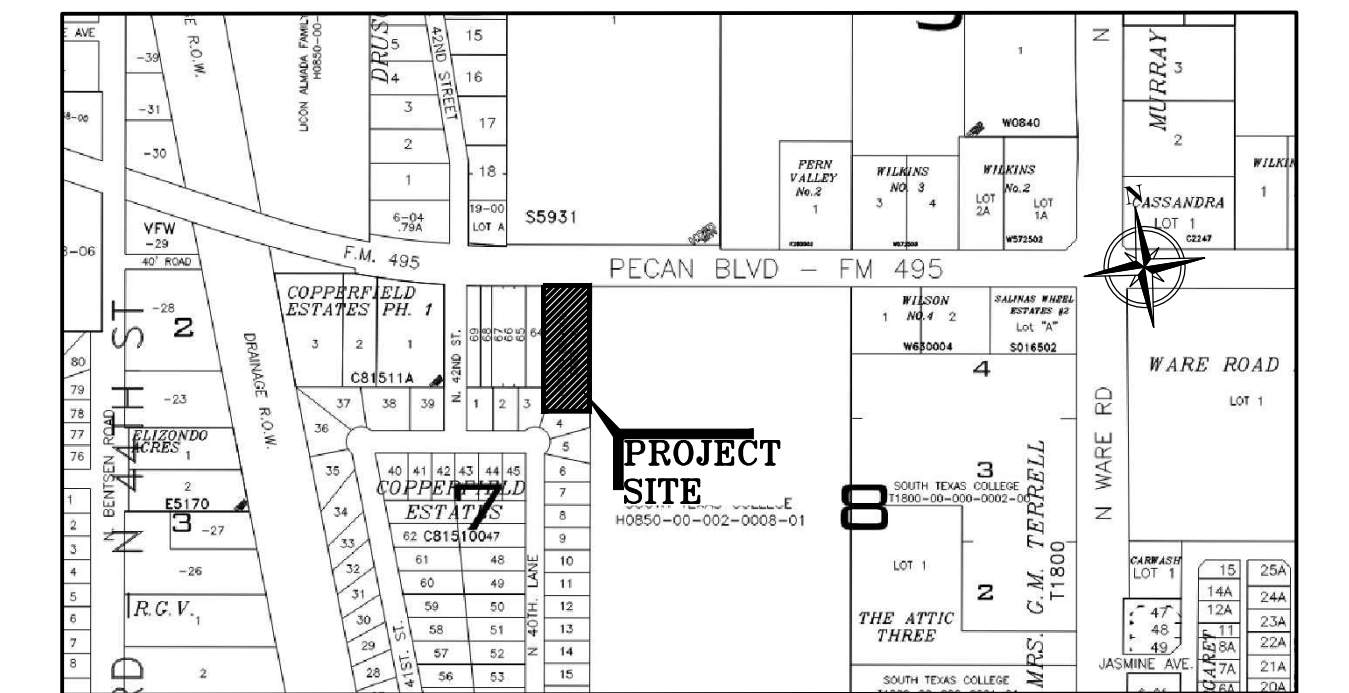 E AVE
-39
-31
-30
8-00
VFW
-29
40' ROAD
8-06
E R.O.W.
LICON ALMADA FAMILY
H0850-00-
DRUS
5
4
3
2
1
6-04
.79A
42ND STREET
15
16
17
18
19-00
LOT A
S5931
1
F.M. 495
PECAN BLVD - FM 495
FERN
VALLEY
No.2
1
WILKINS
NO. 3
3
4
W572505
WILKINS
No.2
LOT
2A
LOT
1A
W572502
1
W0840
N
MURRAY
3
2
CASSANDRA
LOT 1
C2247
WILKIN
1
N
-28
2
-23
80
79
78
77
76
N. BENTSEN ROAD
N 44TH ST
ELIZONDO
ACRES
1
2
E5170
3
-27
-26
R.G.V.
1
2
RD
1
2
3
4
5
6
7
8
DRAINAGE R.O.W.
COPPERFIELD
ESTATES PH. 1
3
2
1
C81511A
N. 42ND ST.
69
68
67
66
65
64
37
38
39
1
2
3
36
35
34
33
32
31
30
29
28
4
5
6
7
8
9
10
11
12
13
14
15
40
41
42
43
44
45
COPPERFIELD
ESTATES
7
62
C81510047
61
48
60
49
59
50
58
51
57
52
56
53
41ST. ST.
N 40TH. LANE
PROJECT
SITE
H0850-00-002-0008-01
8
WILSON
NO.4
1
2
W630004
SALINAS WHEEL
ESTATES #2
Lot "A"
S016502
4
3
SOUTH TEXAS COLLEGE
T1800-00-000-0002-00
LOT 1
2
THE ATTIC
THREE
SOUTH TEXAS COLLEGE
MRS. G.M. TERRELL
T1800
N WARE RD
WARE ROAD
LOT 1
CARWASH
LOT 1
47
48
49
JASMINE AVE.
15
14A
12A
11
8A
7A
6A
GARET
25A
24A
23A
22A
21A
20A